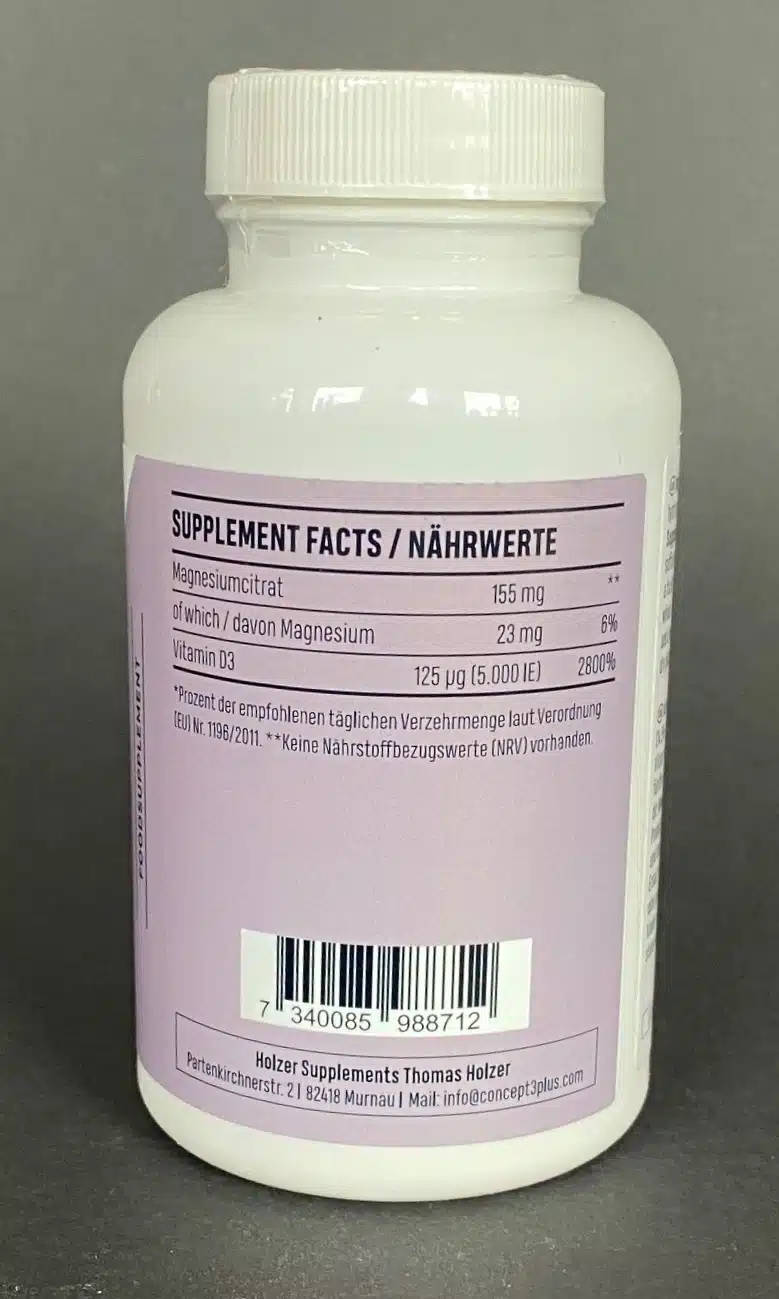 SUPPLEMENT FACTS / NÄHRWERTE
Magnesiumcitrat 155 mg **
of which / davon Magnesium 23 mg 6%
Vitamin D3 125 µg (5.000 IE) 2800%
*Prozent der empfohlenen täglichen Verzehrmenge laut Verordnung
(EU) Nr. 1196/2011. **Keine Nährstoffbezugswerte (NRV) vorhanden.
FOODSUPPLEMENT
7 340085 988712
Holzer Supplements Thomas Holzer
Partenkirchnerstr. 2 | 82418 Murnau | Mail: info@concept3plus.com